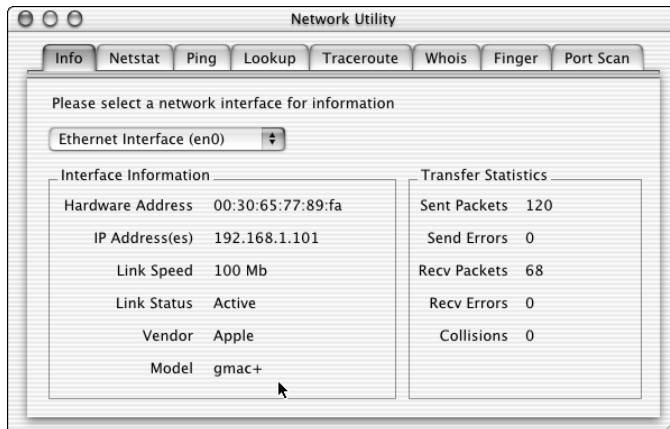 Network Utility
Info Netstat Ping Lookup Traceroute Whois Finger Port Scan
Please select a network interface for information
Ethernet Interface (en0)
Interface Information
Hardware Address 00:30:65:77:89:fa
IP Address(es) 192.168.1.101
Link Speed 100 Mb
Link Status Active
Vendor Apple
Model gmac+
Transfer Statistics
Sent Packets 120
Send Errors 0
Recv Packets 68
Recv Errors 0
Collisions 0